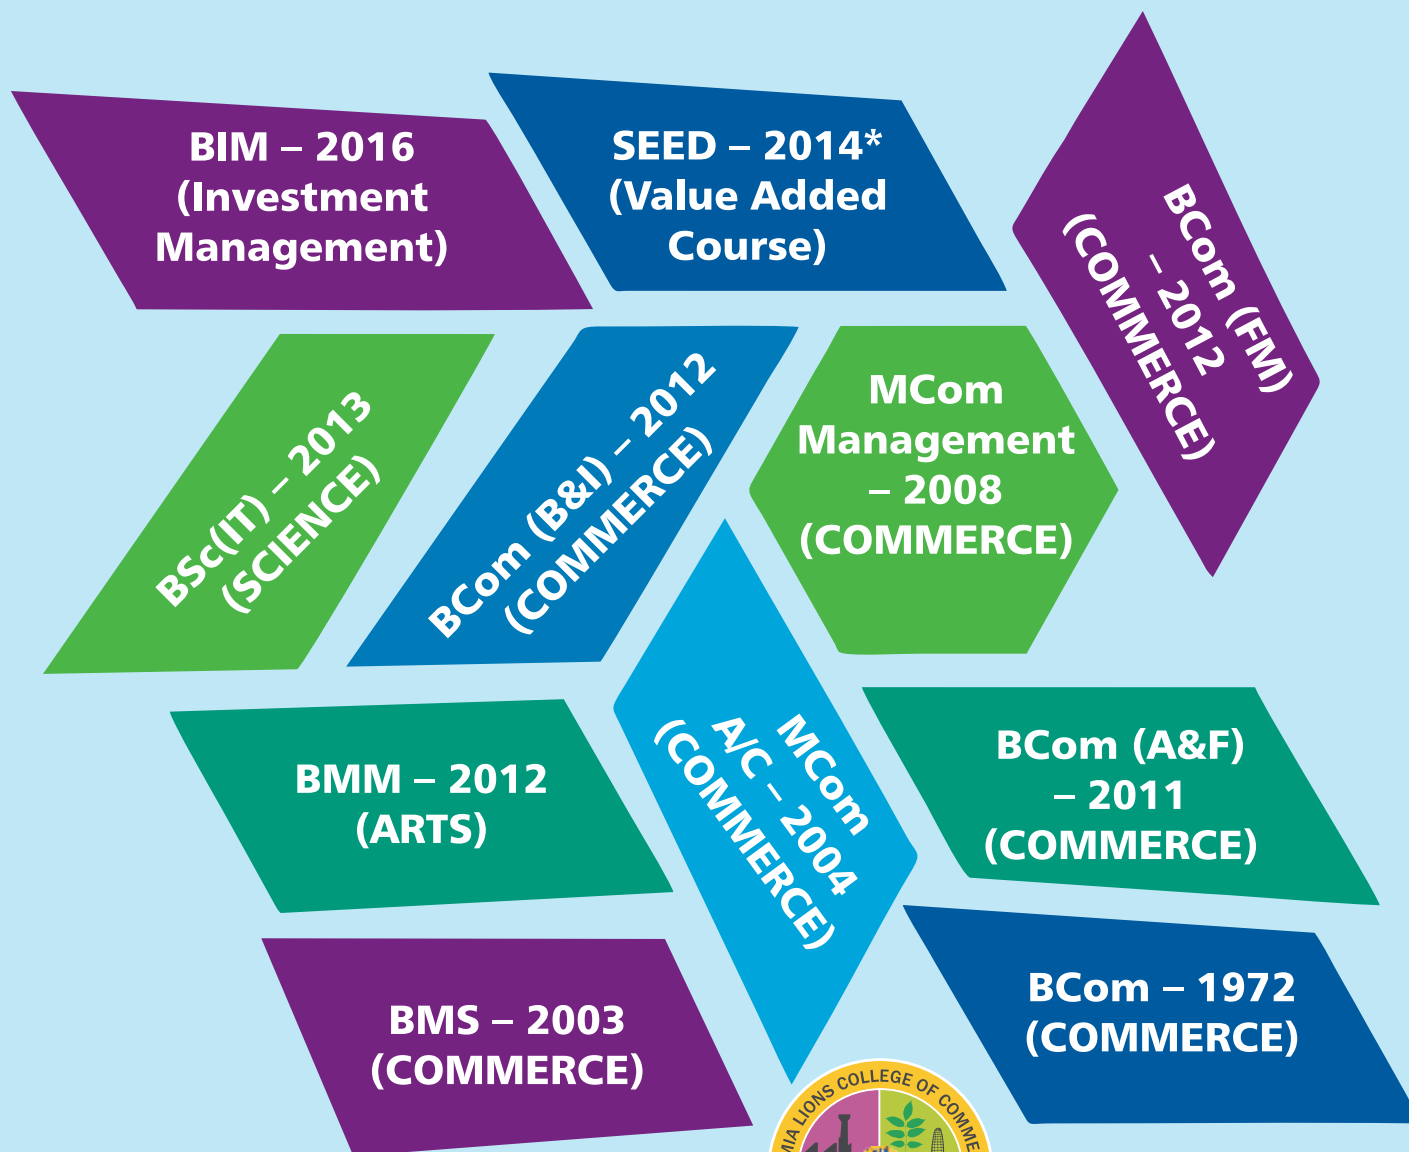 BIM – 2016
(Investment
Management)
SEED – 2014*
(Value Added
Course)
BCom (FM)
– 2012
(COMMERCE)
BSc(IT) – 2013
(SCIENCE)
BCom (B&I) – 2012
(COMMERCE)
MCom
Management
– 2008
(COMMERCE)
BMM – 2012
(ARTS)
MCom
A/C – 2004
(COMMERCE)
BCom (A&F)
– 2011
(COMMERCE)
BMS – 2003
(COMMERCE)
BCom – 1972
(COMMERCE)
LIONS COLLEGE OF